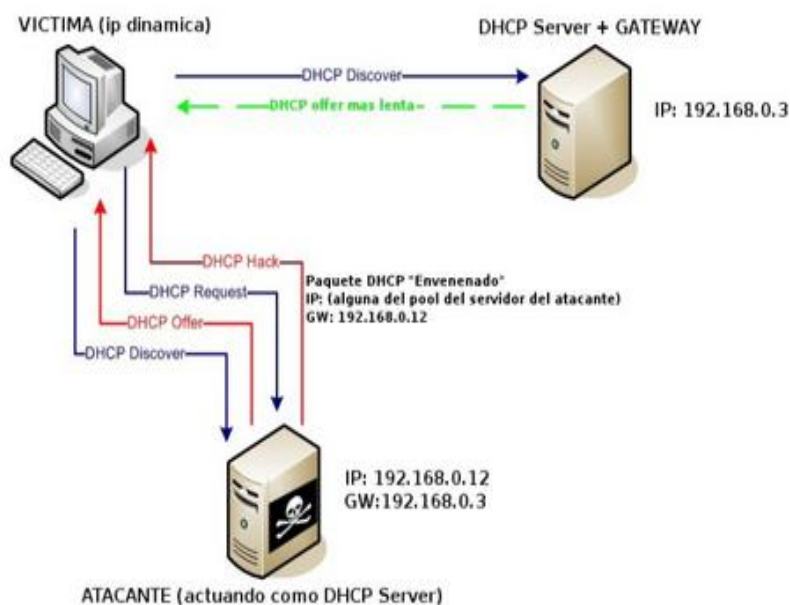 VICTIMA (ip dinamica)
DHCP Server + GATEWAY
DHCP Discover
DHCP offer mas lenta
IP: 192.168.0.3
DHCP Hack
Paquete DHCP "Envenenado"
IP: (alguna del pool del servidor del atacante)
GW: 192.168.0.12
DHCP Request
DHCP Offer
DHCP Discover
IP: 192.168.0.12
GW:192.168.0.3
ATACANTE (actuando como DHCP Server)